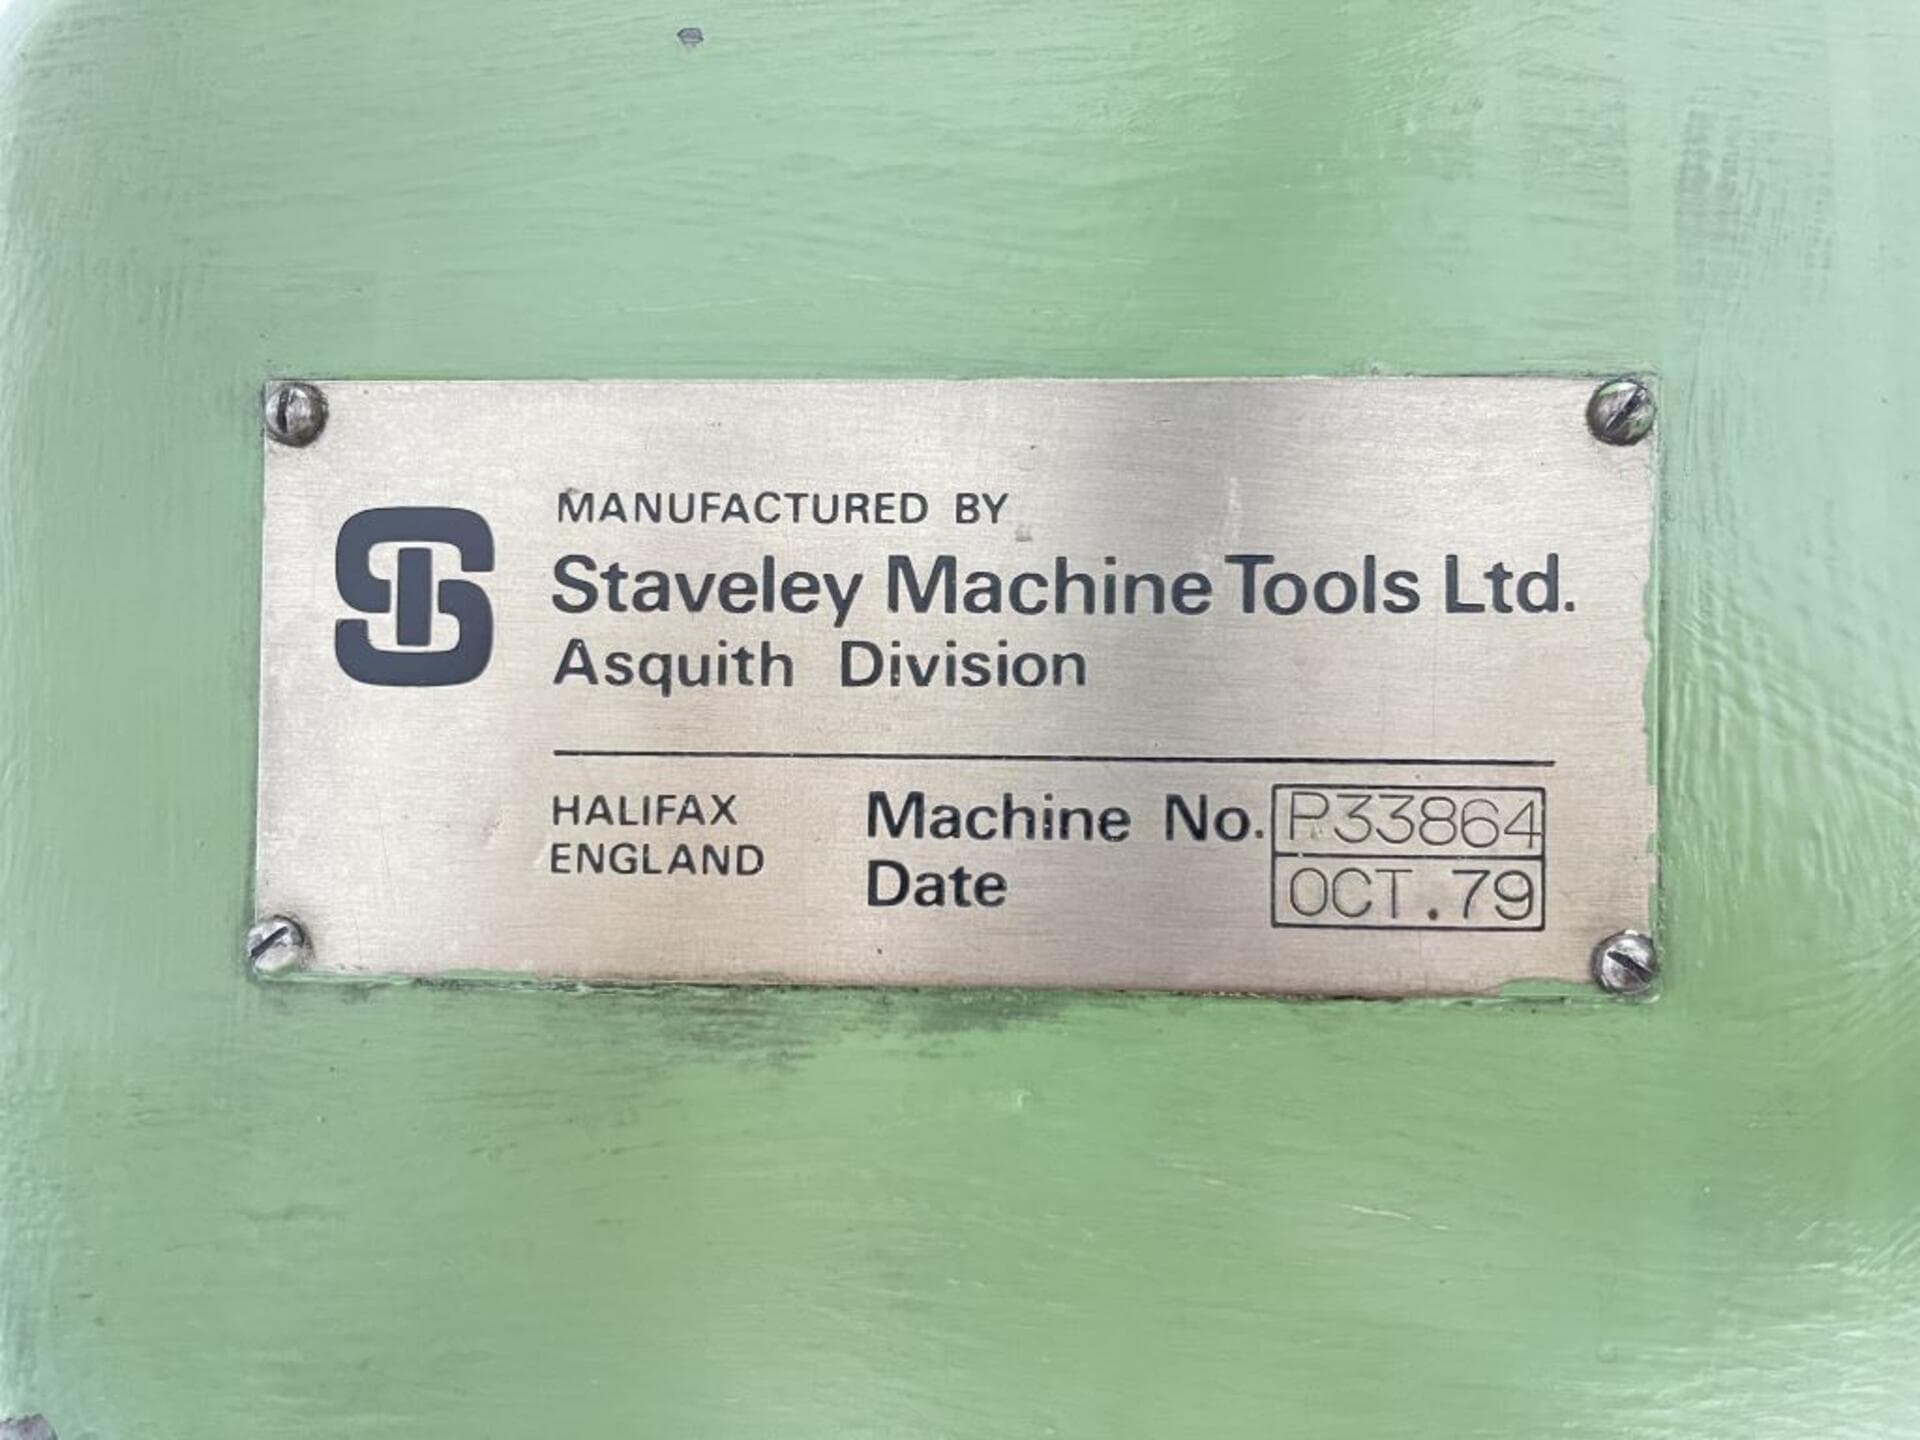 MANUFACTURED BY
Staveley Machine Tools Ltd.
Asquith Division
HALIFAX
ENGLAND
Machine No. P33864
Date OCT.79